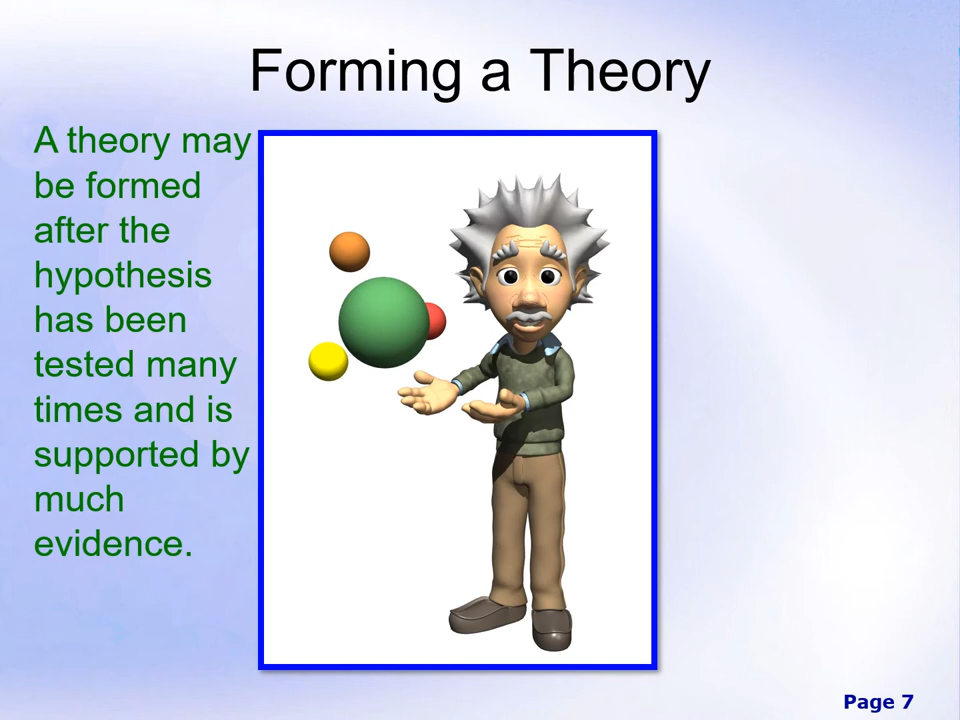 Forming a Theory
A theory may
be formed
after the
hypothesis
has been
tested many
times and is
supported by
much
evidence.
Page 7